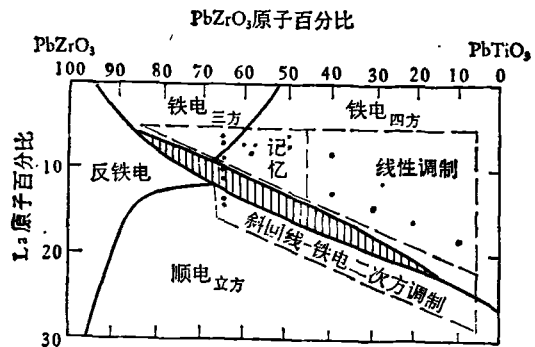 PbZrO₃原子百分比
PbZrO₃ PbTiO₃
100 90 80 70 60 50 40 30 20 10 0
铁电三方 铁电四方
记忆
线性调制
反铁电
斜[u]线-铁电二次方调制
顺电立方
La原子百分比
10
20
30